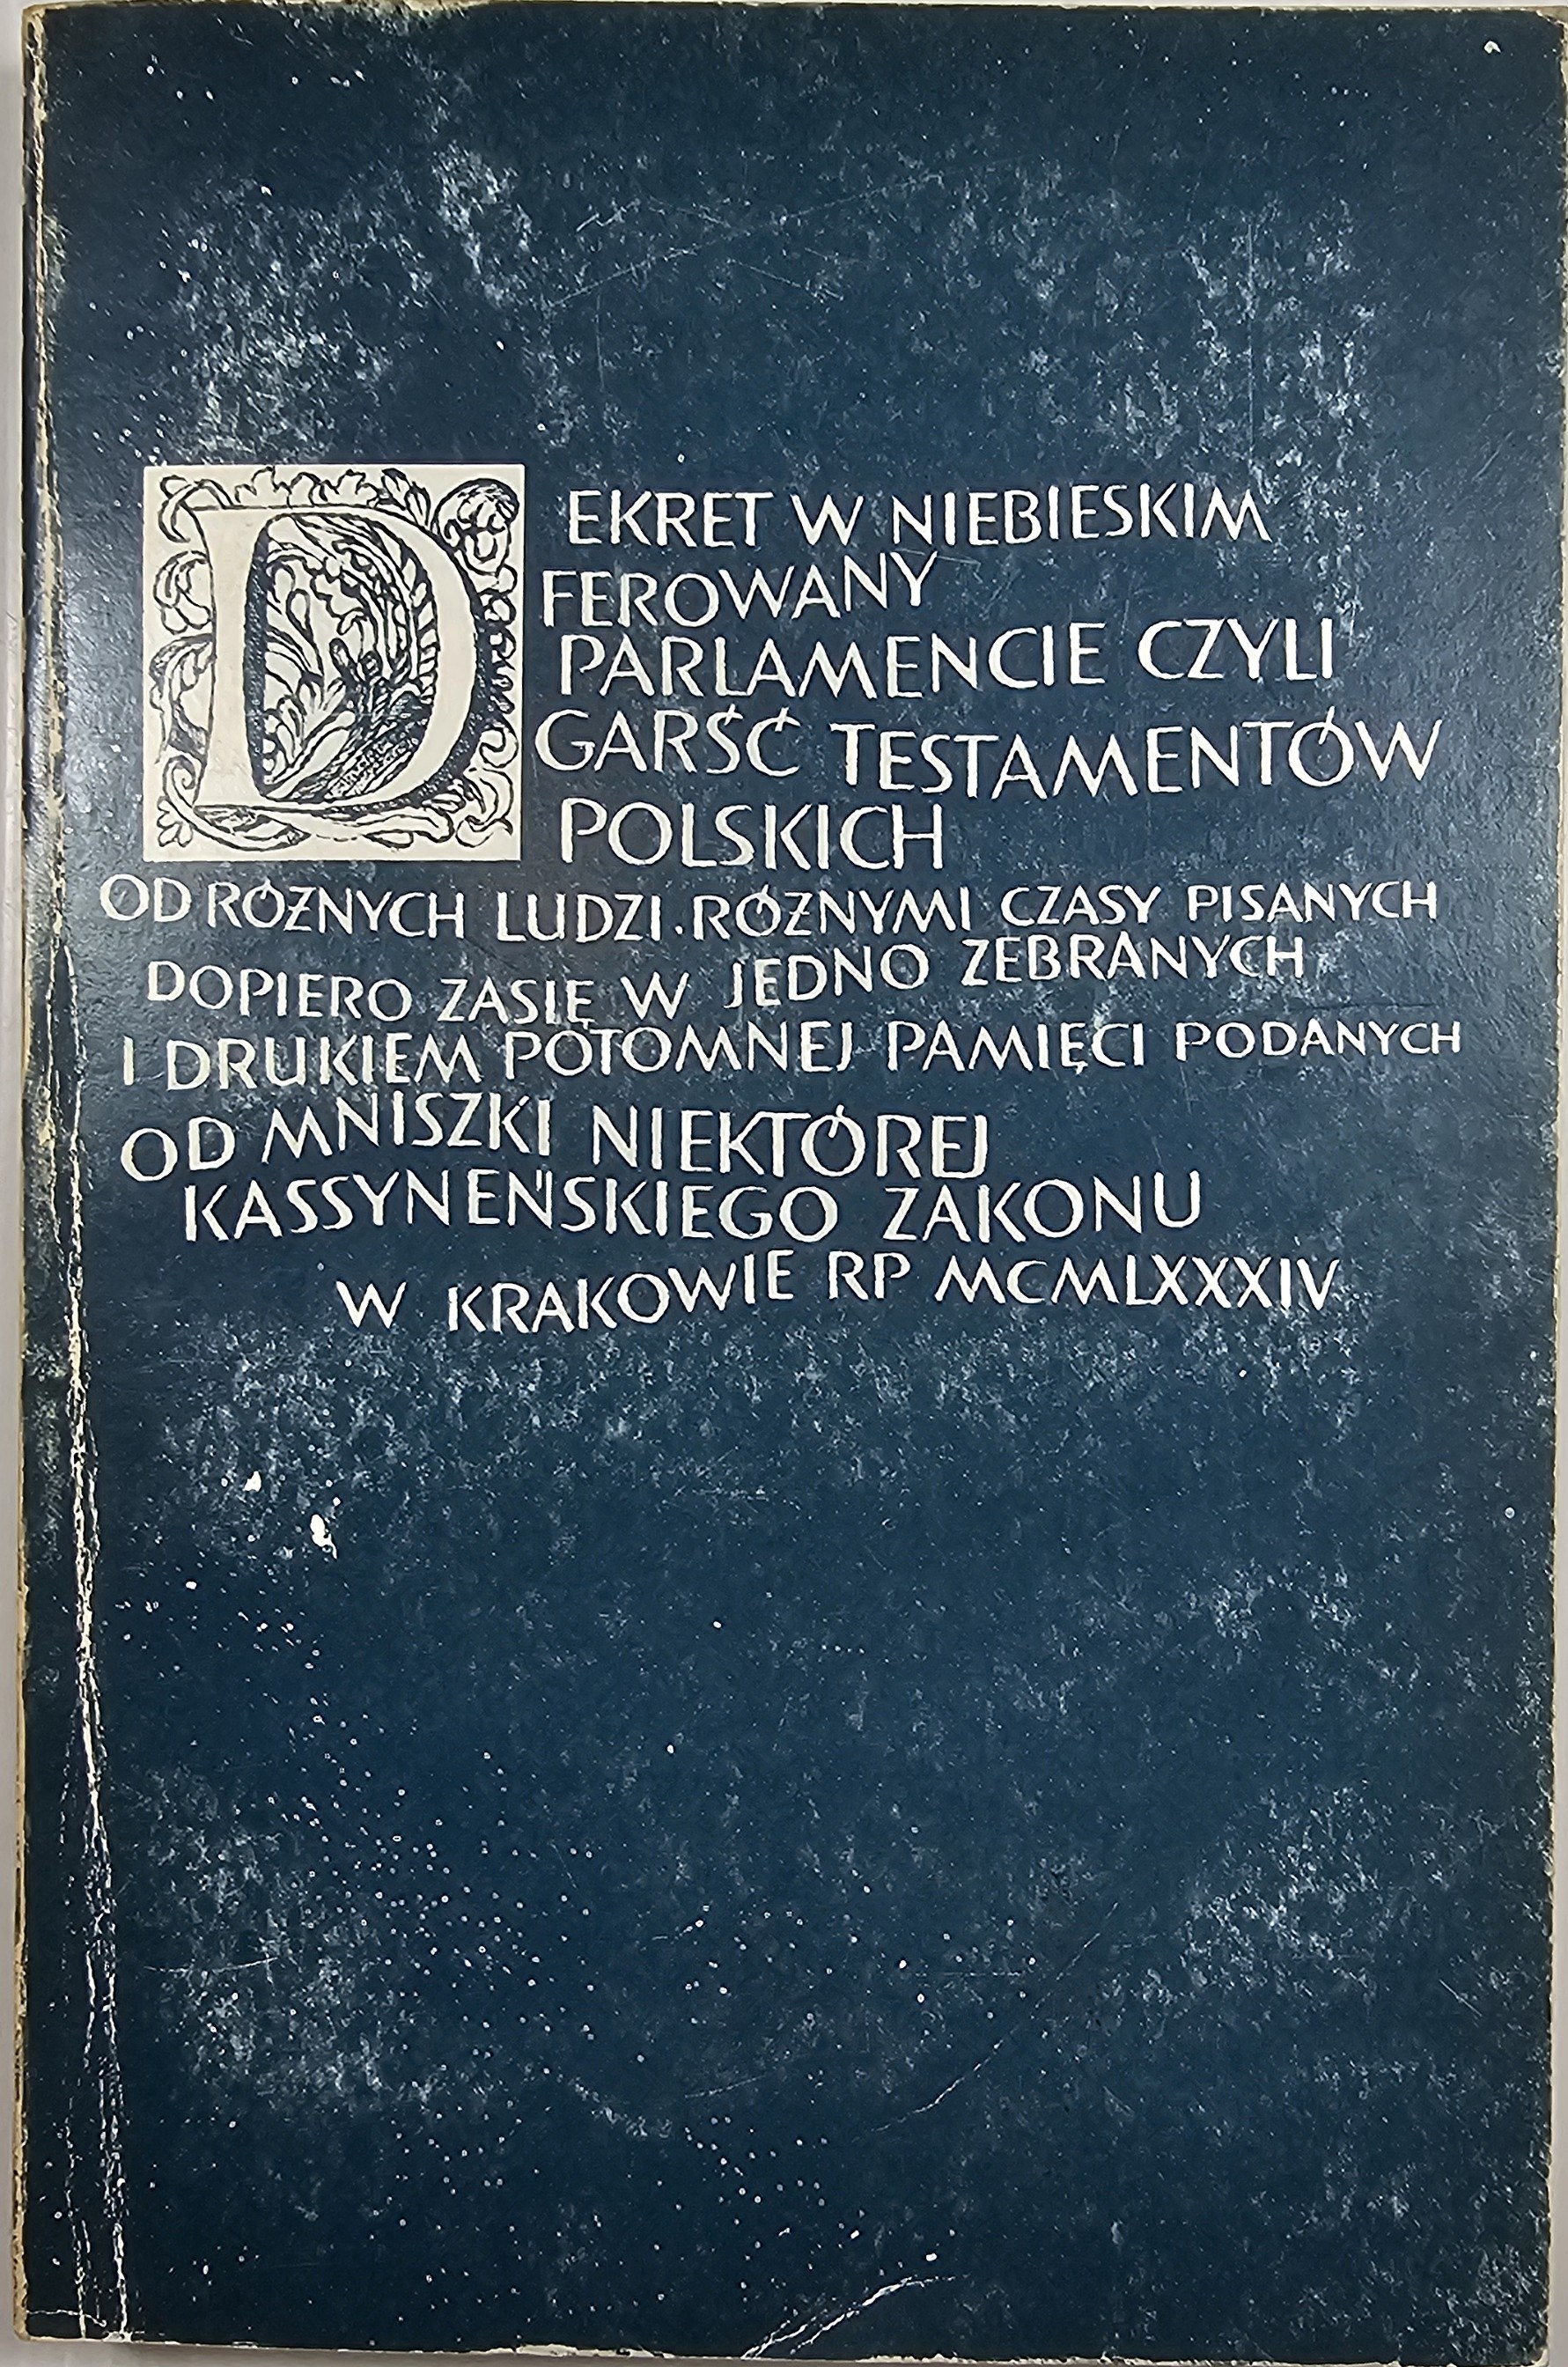 DEKRET W NIEBIESKIM
FEROWANY
PARLAMENCIE CZYLI
GARŚĆ TESTAMENTÓW
POLSKICH
OD RÓŻNYCH LUDZI. RÓŻNYMI CZASY PISANYCH
DOPIERO ZASIĘ W JEDNO ZEBRANYCH
I DRUKIEM POTOMNEJ PAMIĘCI PODANYCH
OD MNISZKI NIEKTÓREJ
KASSYNEŃSKIEGO ZAKONU
W KRAKOWIE RP MCMLXXXIV